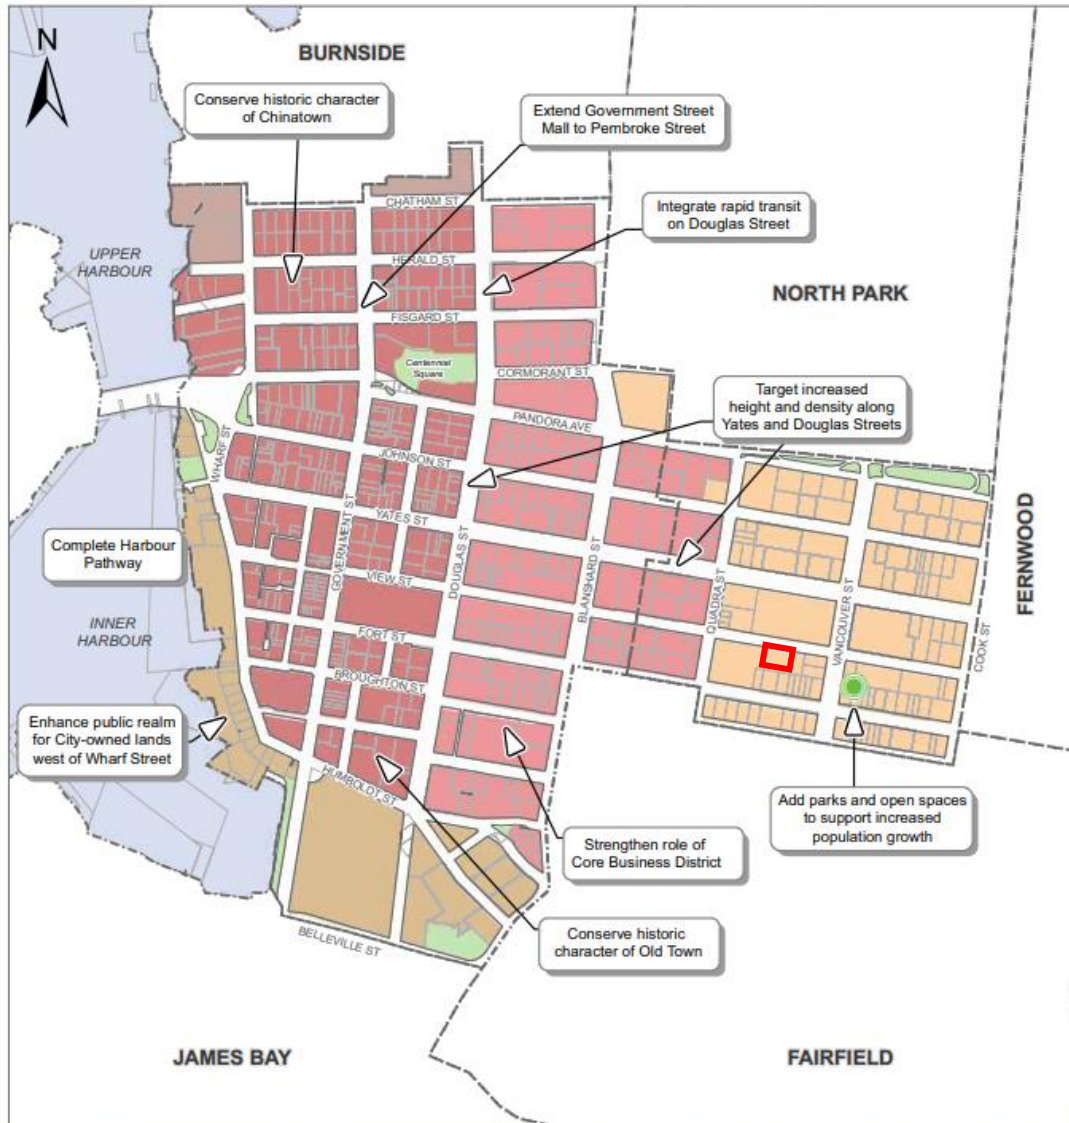 N
BURNSIDE
Conserve historic character
of Chinatown
Extend Government Street
Mall to Pembroke Street
CHATHAM ST
Integrate rapid transit
on Douglas Street
UPPER
HARBOUR
HERALD ST
NORTH PARK
FISGARD ST
Centennial
Square
CORMORANT ST
Target increased
height and density along
Yates and Douglas Streets
PANDORA AVE
WHARF ST
JOHNSON ST
YATES ST
Complete Harbour
Pathway
GOVERNMENT ST
DOUGLAS ST
BLANSHARD ST
QUADRA ST
VANCOUVER ST
COOK ST
FERNWOOD
VIEW ST
INNER
HARBOUR
FORT ST
BROUGHTON ST
Enhance public realm
for City-owned lands
west of Wharf Street
HUMBOLDT ST
Add parks and open spaces
to support increased
population growth
Strengthen role of
Core Business District
Conserve historic
character of Old Town
BELLEVILLE ST
JAMES BAY
FAIRFIELD